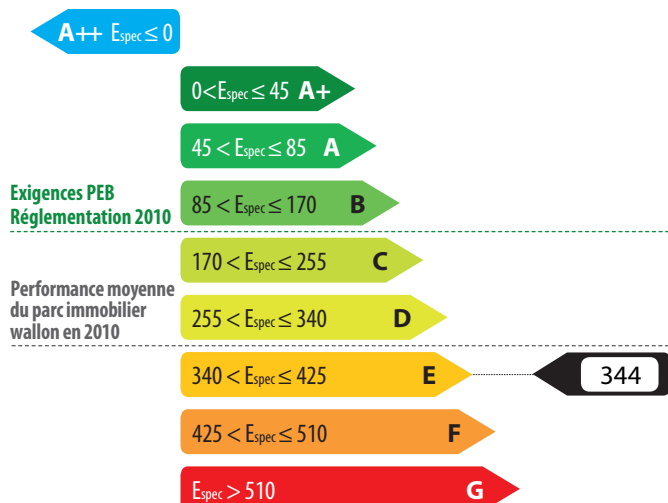 A++ Espec ≤ 0
0<Espec ≤ 45 A+
45 < Espec ≤ 85 A
Exigences PEB
Réglementation 2010
85 < Espec ≤ 170 B
170 < Espec ≤ 255 C
Performance moyenne
du parc immobilier
wallon en 2010
255 < Espec ≤ 340 D
340 < Espec ≤ 425 E
344
425 < Espec ≤ 510 F
Espec > 510 G